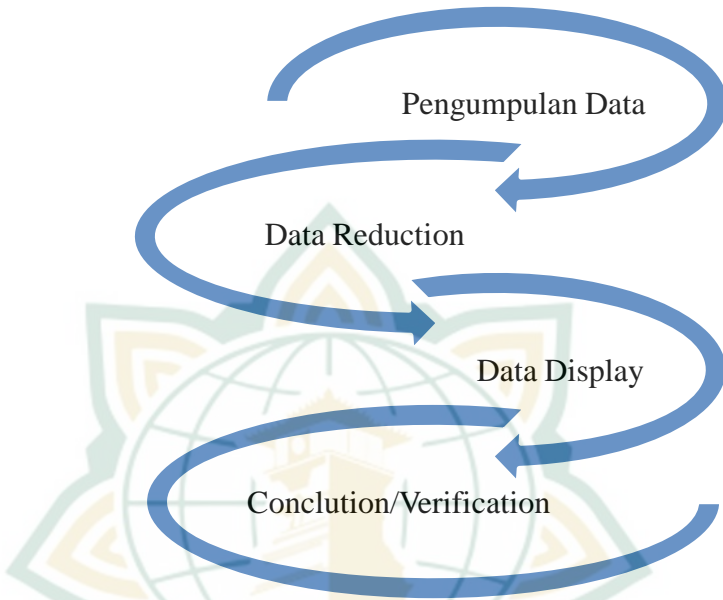 Pengumpulan Data
Data Reduction
Data Display
Conclution/Verification